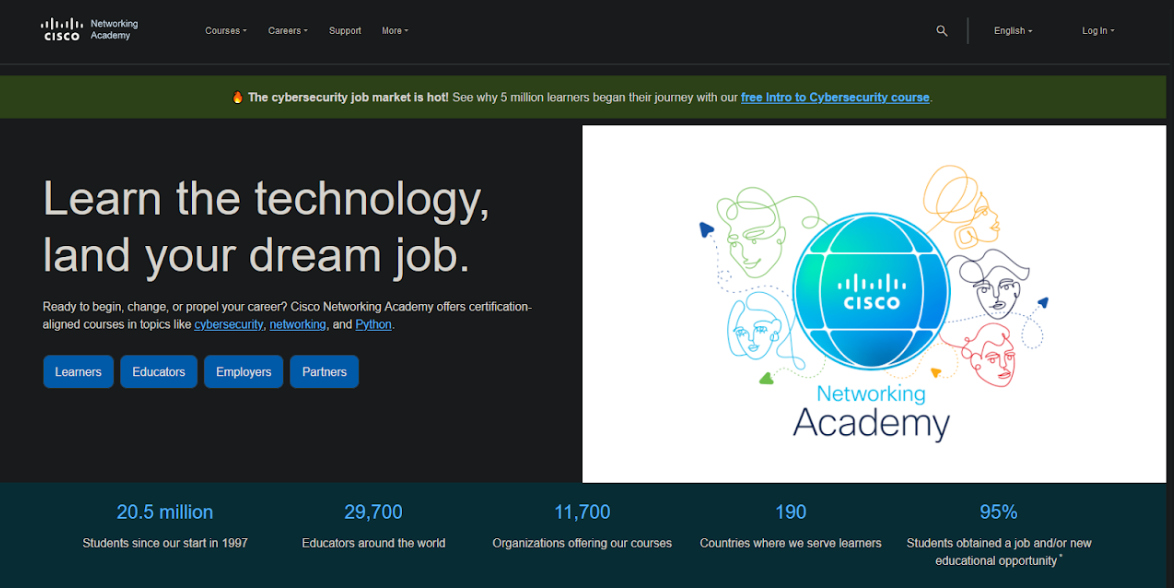 CISCO
Networking
Academy
Courses
Careers
Support
More
English
Log In
🔥 The cybersecurity job market is hot! See why 5 million learners began their journey with our free Intro to Cybersecurity course.
Learn the technology,
land your dream job.
Ready to begin, change, or propel your career? Cisco Networking Academy offers certification-
aligned courses in topics like cybersecurity, networking, and Python.
Learners
Educators
Employers
Partners
CISCO
Networking
Academy
20.5 million
Students since our start in 1997
29,700
Educators around the world
11,700
Organizations offering our courses
190
Countries where we serve learners
95%
Students obtained a job and/or new
educational opportunity*